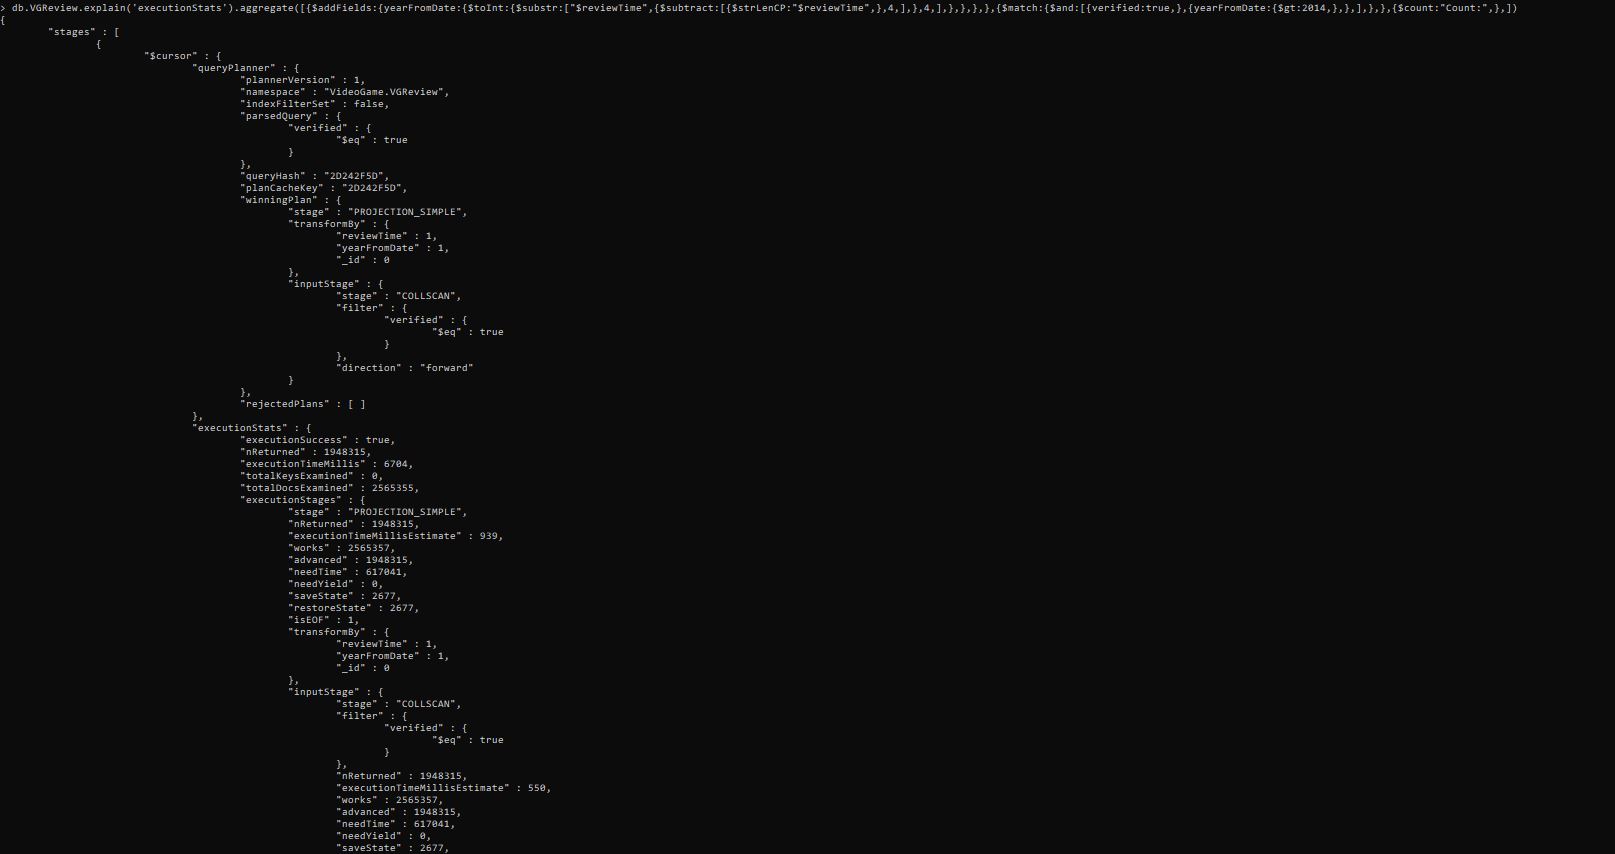 > db.VGReview.explain('executionStats').aggregate([{$addFields:{yearFromDate:{$toInt:{$substr:["$reviewTime",{$subtract:[{$strLenCP:"$reviewTime",},4,],},4,],},},},},{$match:{$and:[{verified:true,},{yearFromDate:{$gt:2014,},},],},},{$count:"Count:",},])
{
"stages" : [
{
"$cursor" : {
"queryPlanner" : {
"plannerVersion" : 1,
"namespace" : "VideoGame.VGReview",
"indexFilterSet" : false,
"parsedQuery" : {
"verified" : {
"$eq" : true
}
},
"queryHash" : "2D242F5D",
"planCacheKey" : "2D242F5D",
"winningPlan" : {
"stage" : "PROJECTION_SIMPLE",
"transformBy" : {
"reviewTime" : 1,
"yearFromDate" : 1,
"_id" : 0
},
"inputStage" : {
"stage" : "COLLSCAN",
"filter" : {
"verified" : {
"$eq" : true
}
},
"direction" : "forward"
}
},
"rejectedPlans" : [ ]
},
"executionStats" : {
"executionSuccess" : true,
"nReturned" : 1948315,
"executionTimeMillis" : 6704,
"totalKeysExamined" : 0,
"totalDocsExamined" : 2565355,
"executionStages" : {
"stage" : "PROJECTION_SIMPLE",
"nReturned" : 1948315,
"executionTimeMillisEstimate" : 939,
"works" : 2565357,
"advanced" : 1948315,
"needTime" : 617041,
"needYield" : 0,
"saveState" : 2677,
"restoreState" : 2677,
"isEOF" : 1,
"transformBy" : {
"reviewTime" : 1,
"yearFromDate" : 1,
"_id" : 0
},
"inputStage" : {
"stage" : "COLLSCAN",
"filter" : {
"verified" : {
"$eq" : true
}
},
"nReturned" : 1948315,
"executionTimeMillisEstimate" : 550,
"works" : 2565357,
"advanced" : 1948315,
"needTime" : 617041,
"needYield" : 0,
"saveState" : 2677,